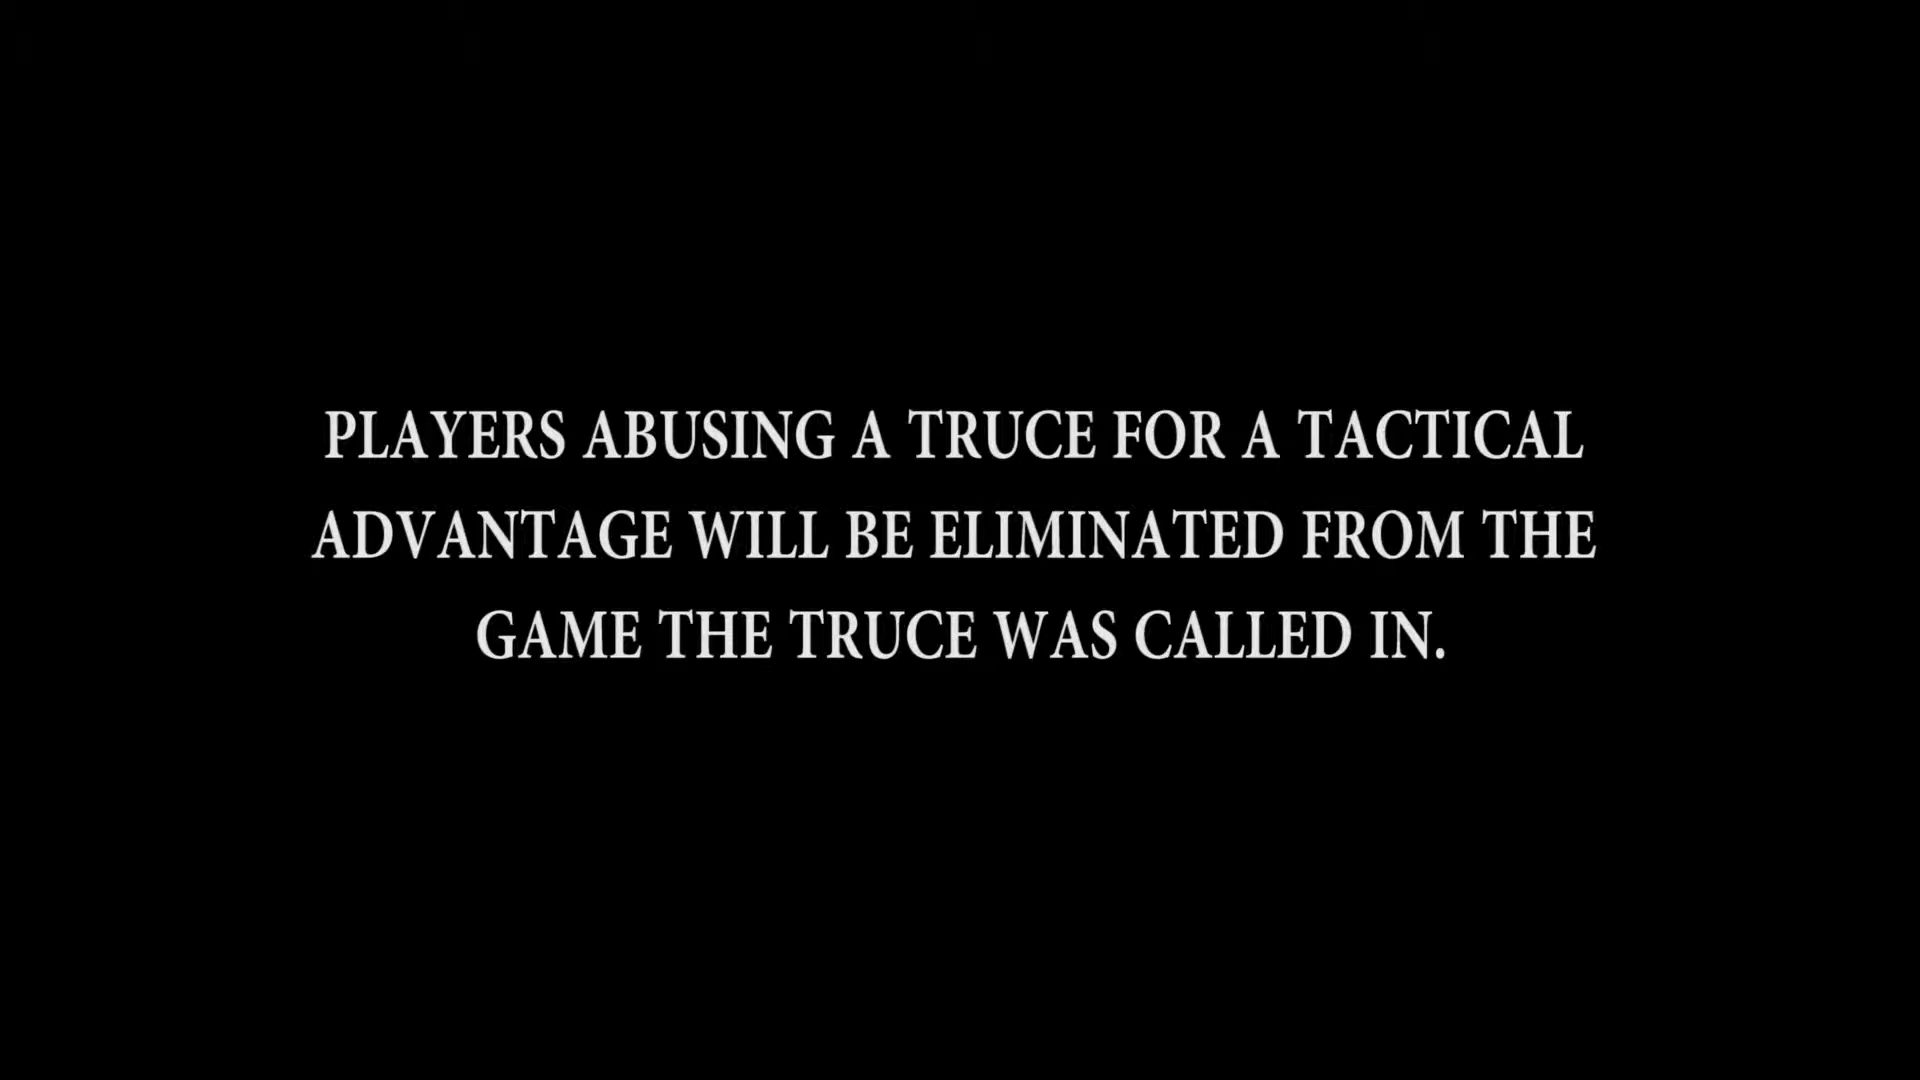 PLAYERS ABUSING A TRUCE FOR A TACTICAL
ADVANTAGE WILL BE ELIMINATED FROM THE
GAME THE TRUCE WAS CALLED IN.